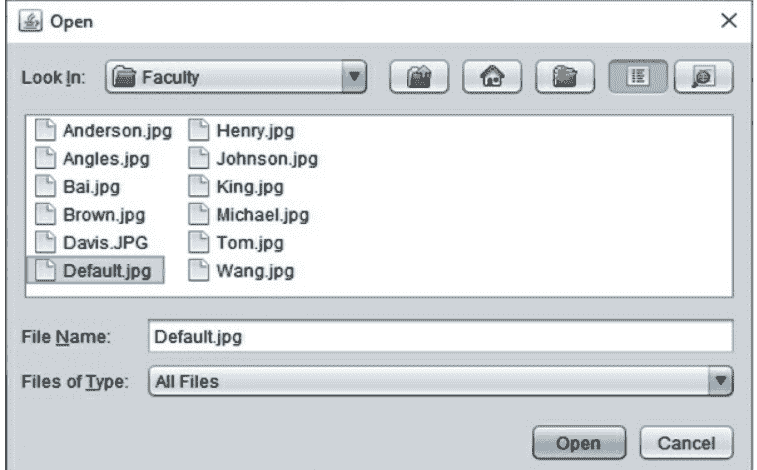 Open
Look In: Faculty
Anderson.jpg Henry.jpg
Angles.jpg Johnson.jpg
Bai.jpg King.jpg
Brown.jpg Michael.jpg
Davis.JPG Tom.jpg
Default.jpg Wang.jpg
File Name: Default.jpg
Files of Type: All Files
Open Cancel